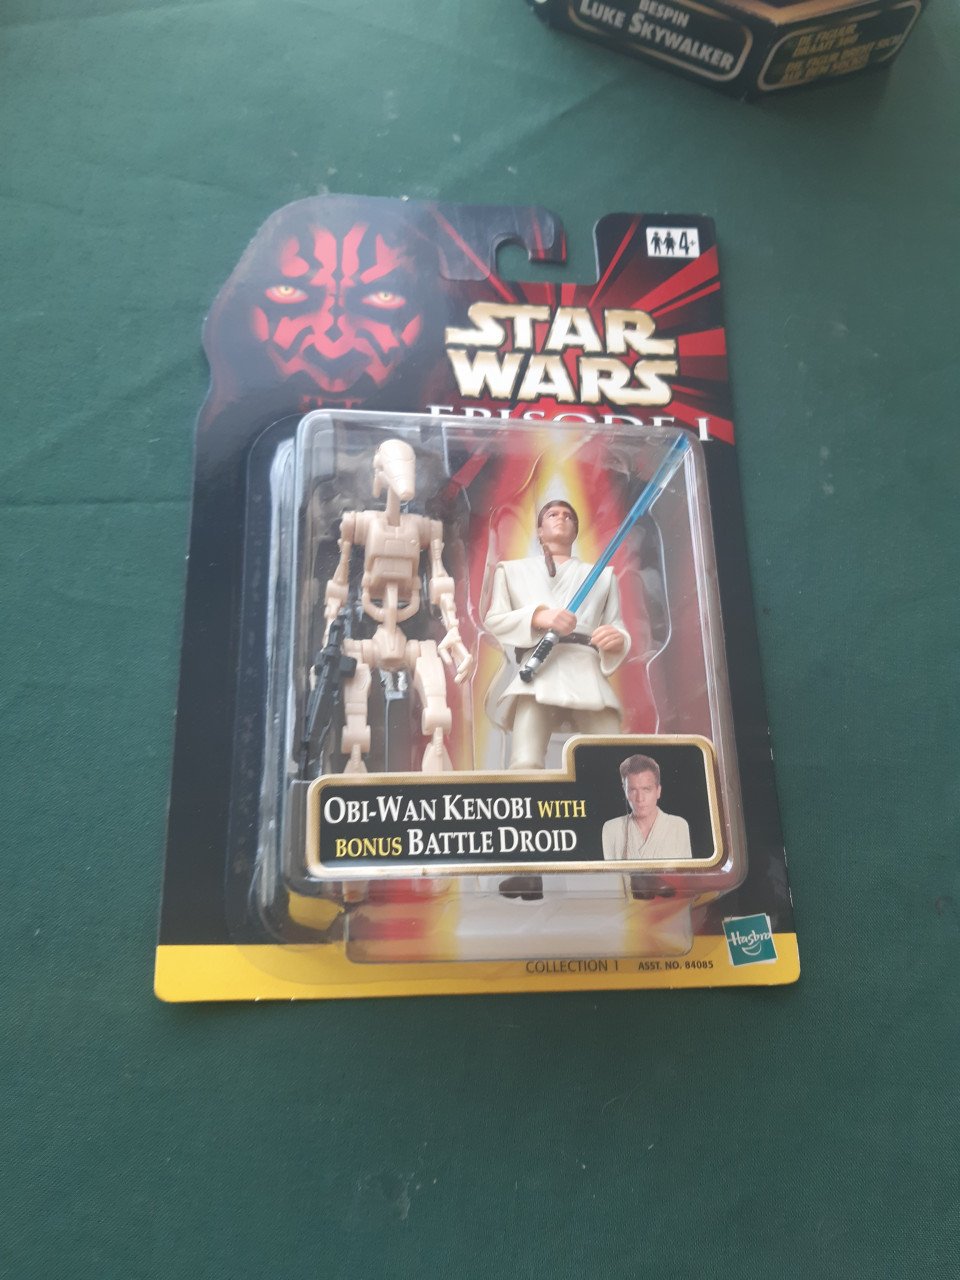 BESPIN
LUKE SKYWALKER
4+
STAR
WARS
EPISODE I
OBI-WAN KENOBI WITH
BONUS BATTLE DROID
Hasbro
COLLECTION 1 ASST. NO. 84085